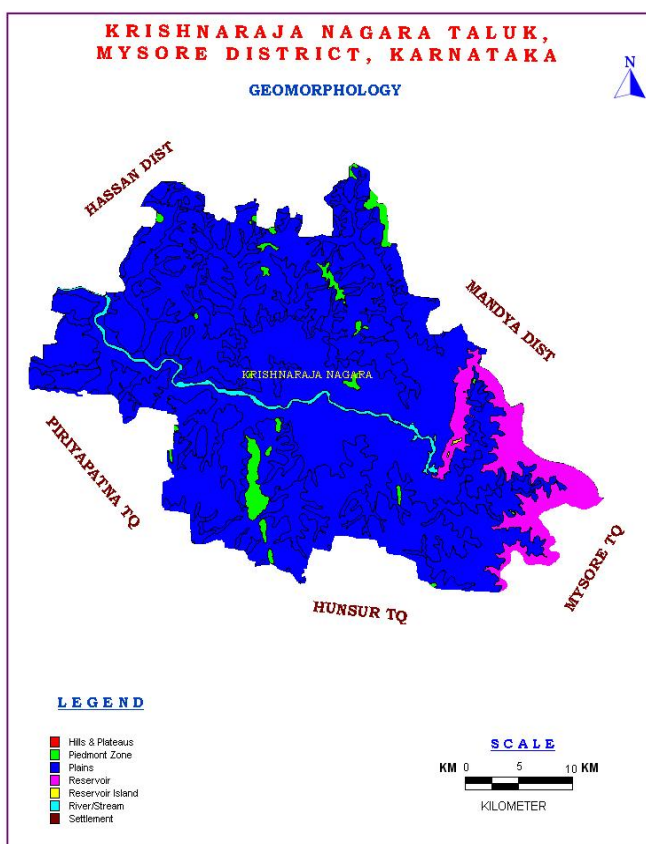 KRISHNARAJA NAGARA TALUK,
MYSORE DISTRICT, KARNATAKA
GEOMORPHOLOGY
N
HASSAN DIST
MANDYA DIST
KRISHNARAJA NAGARA
PIRIYAPATNA TQ
MYSORE TQ
HUNSUR TQ
LEGEND
Hills & Plateaus
Piedmont Zone
Plains
Reservoir
Reservoir Island
River/Stream
Settlement
SCALE
KM 0 5 10 KM
KILOMETER